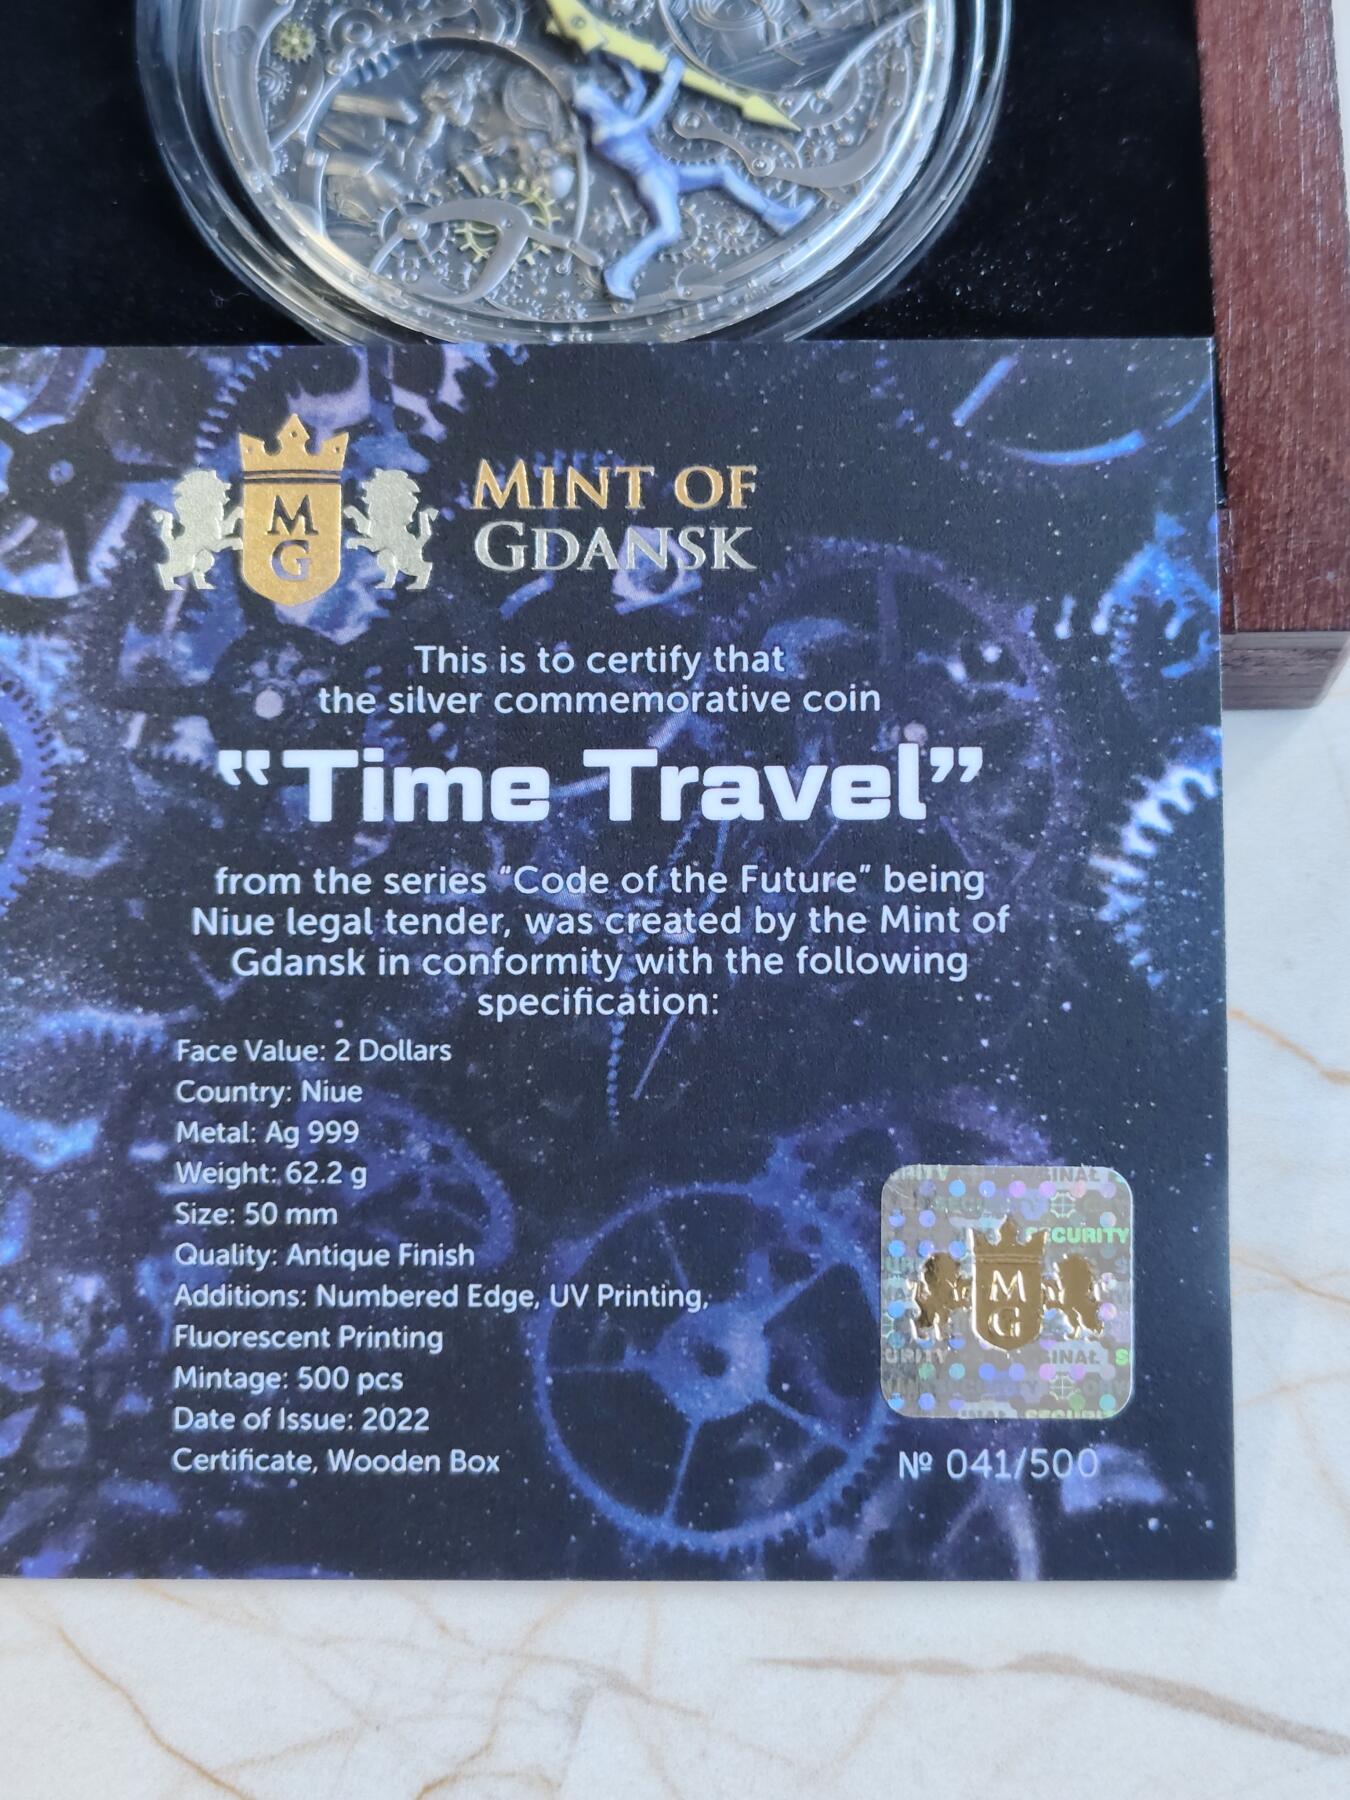 M
G
MINT OF
GDANSK
This is to certify that
the silver commemorative coin
“Time Travel”
from the series “Code of the Future” being
Niue legal tender, was created by the Mint of
Gdansk in conformity with the following
specification:
Face Value: 2 Dollars
Country: Niue
Metal: Ag 999
Weight: 62.2 g
Size: 50 mm
Quality: Antique Finish
Additions: Numbered Edge, UV Printing,
Fluorescent Printing
Mintage: 500 pcs
Date of Issue: 2022
Certificate, Wooden Box
SECURITY
M
G
№ 041/500